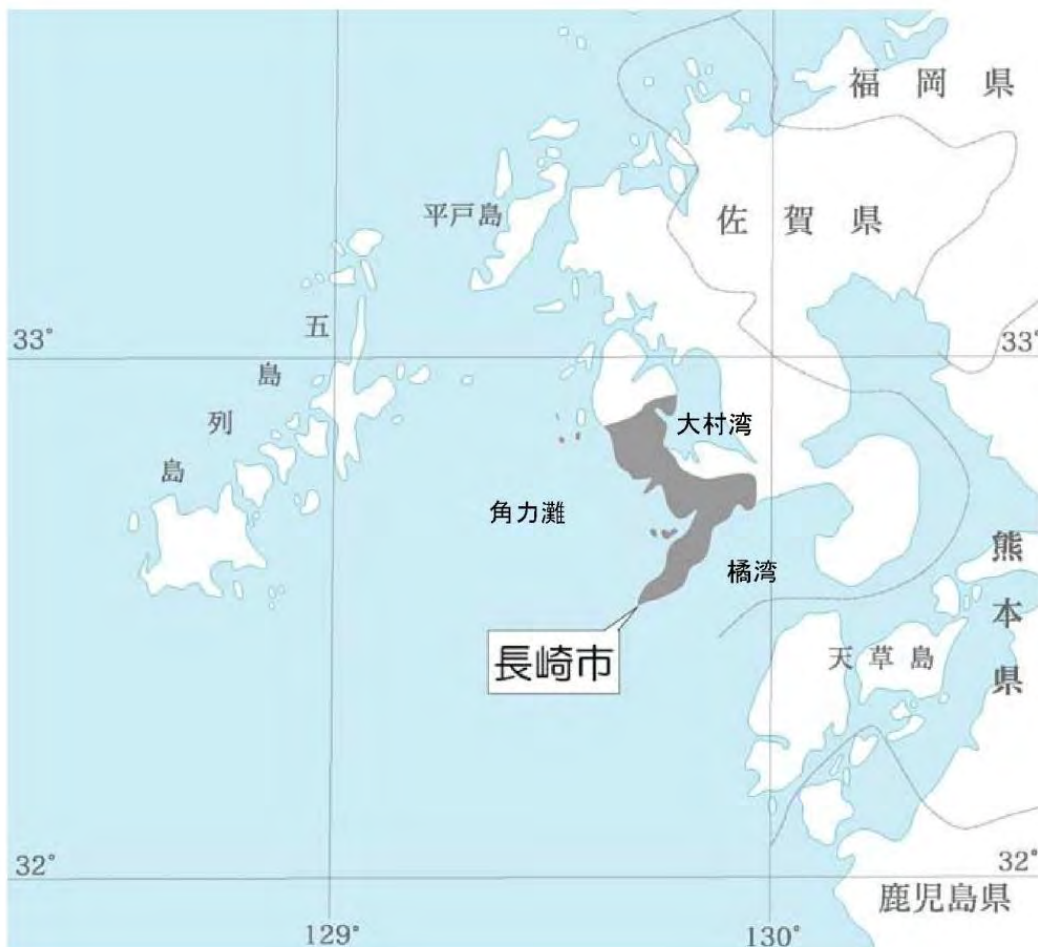 福岡県
佐賀県
平戸島
五島列島
33°
33°
大村湾
角力灘
橘湾
熊本県
長崎市
天草島
32°
32°
鹿児島県
129°
130°